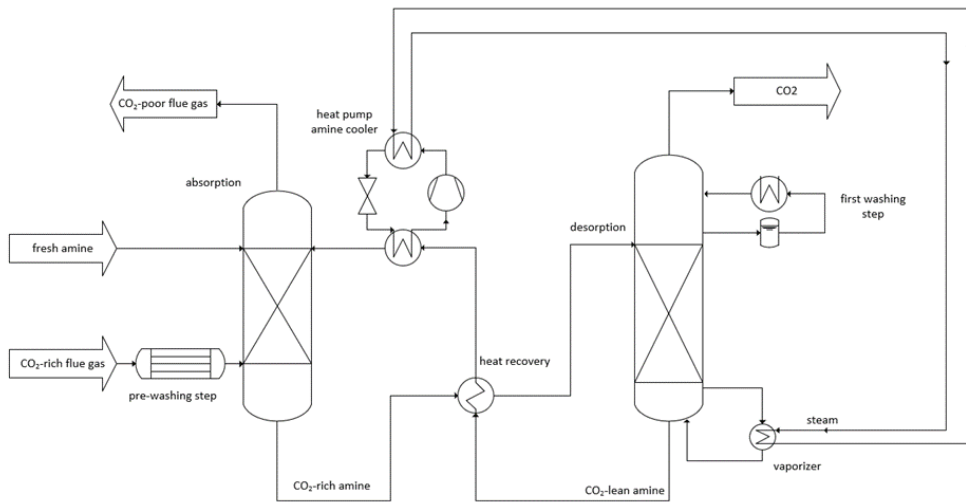 CO₂-poor flue gas
heat pump
amine cooler
CO2
absorption
first washing
step
fresh amine
desorption
CO₂-rich flue gas
heat recovery
pre-washing step
steam
vaporizer
CO₂-rich amine
CO₂-lean amine